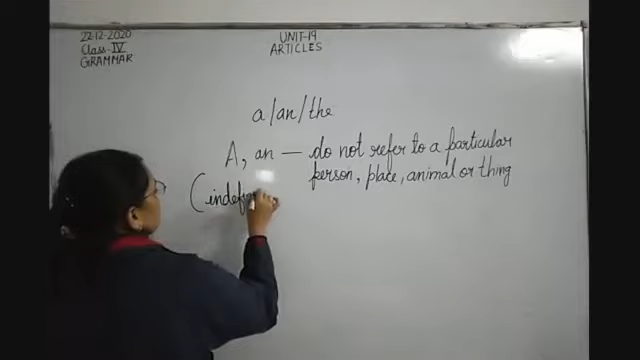 22-12-2020
Class-IV
GRAMMAR
UNIT-19
ARTICLES
a/an/the
A, an — do not refer to a particular
person, place, animal or thing
(indef